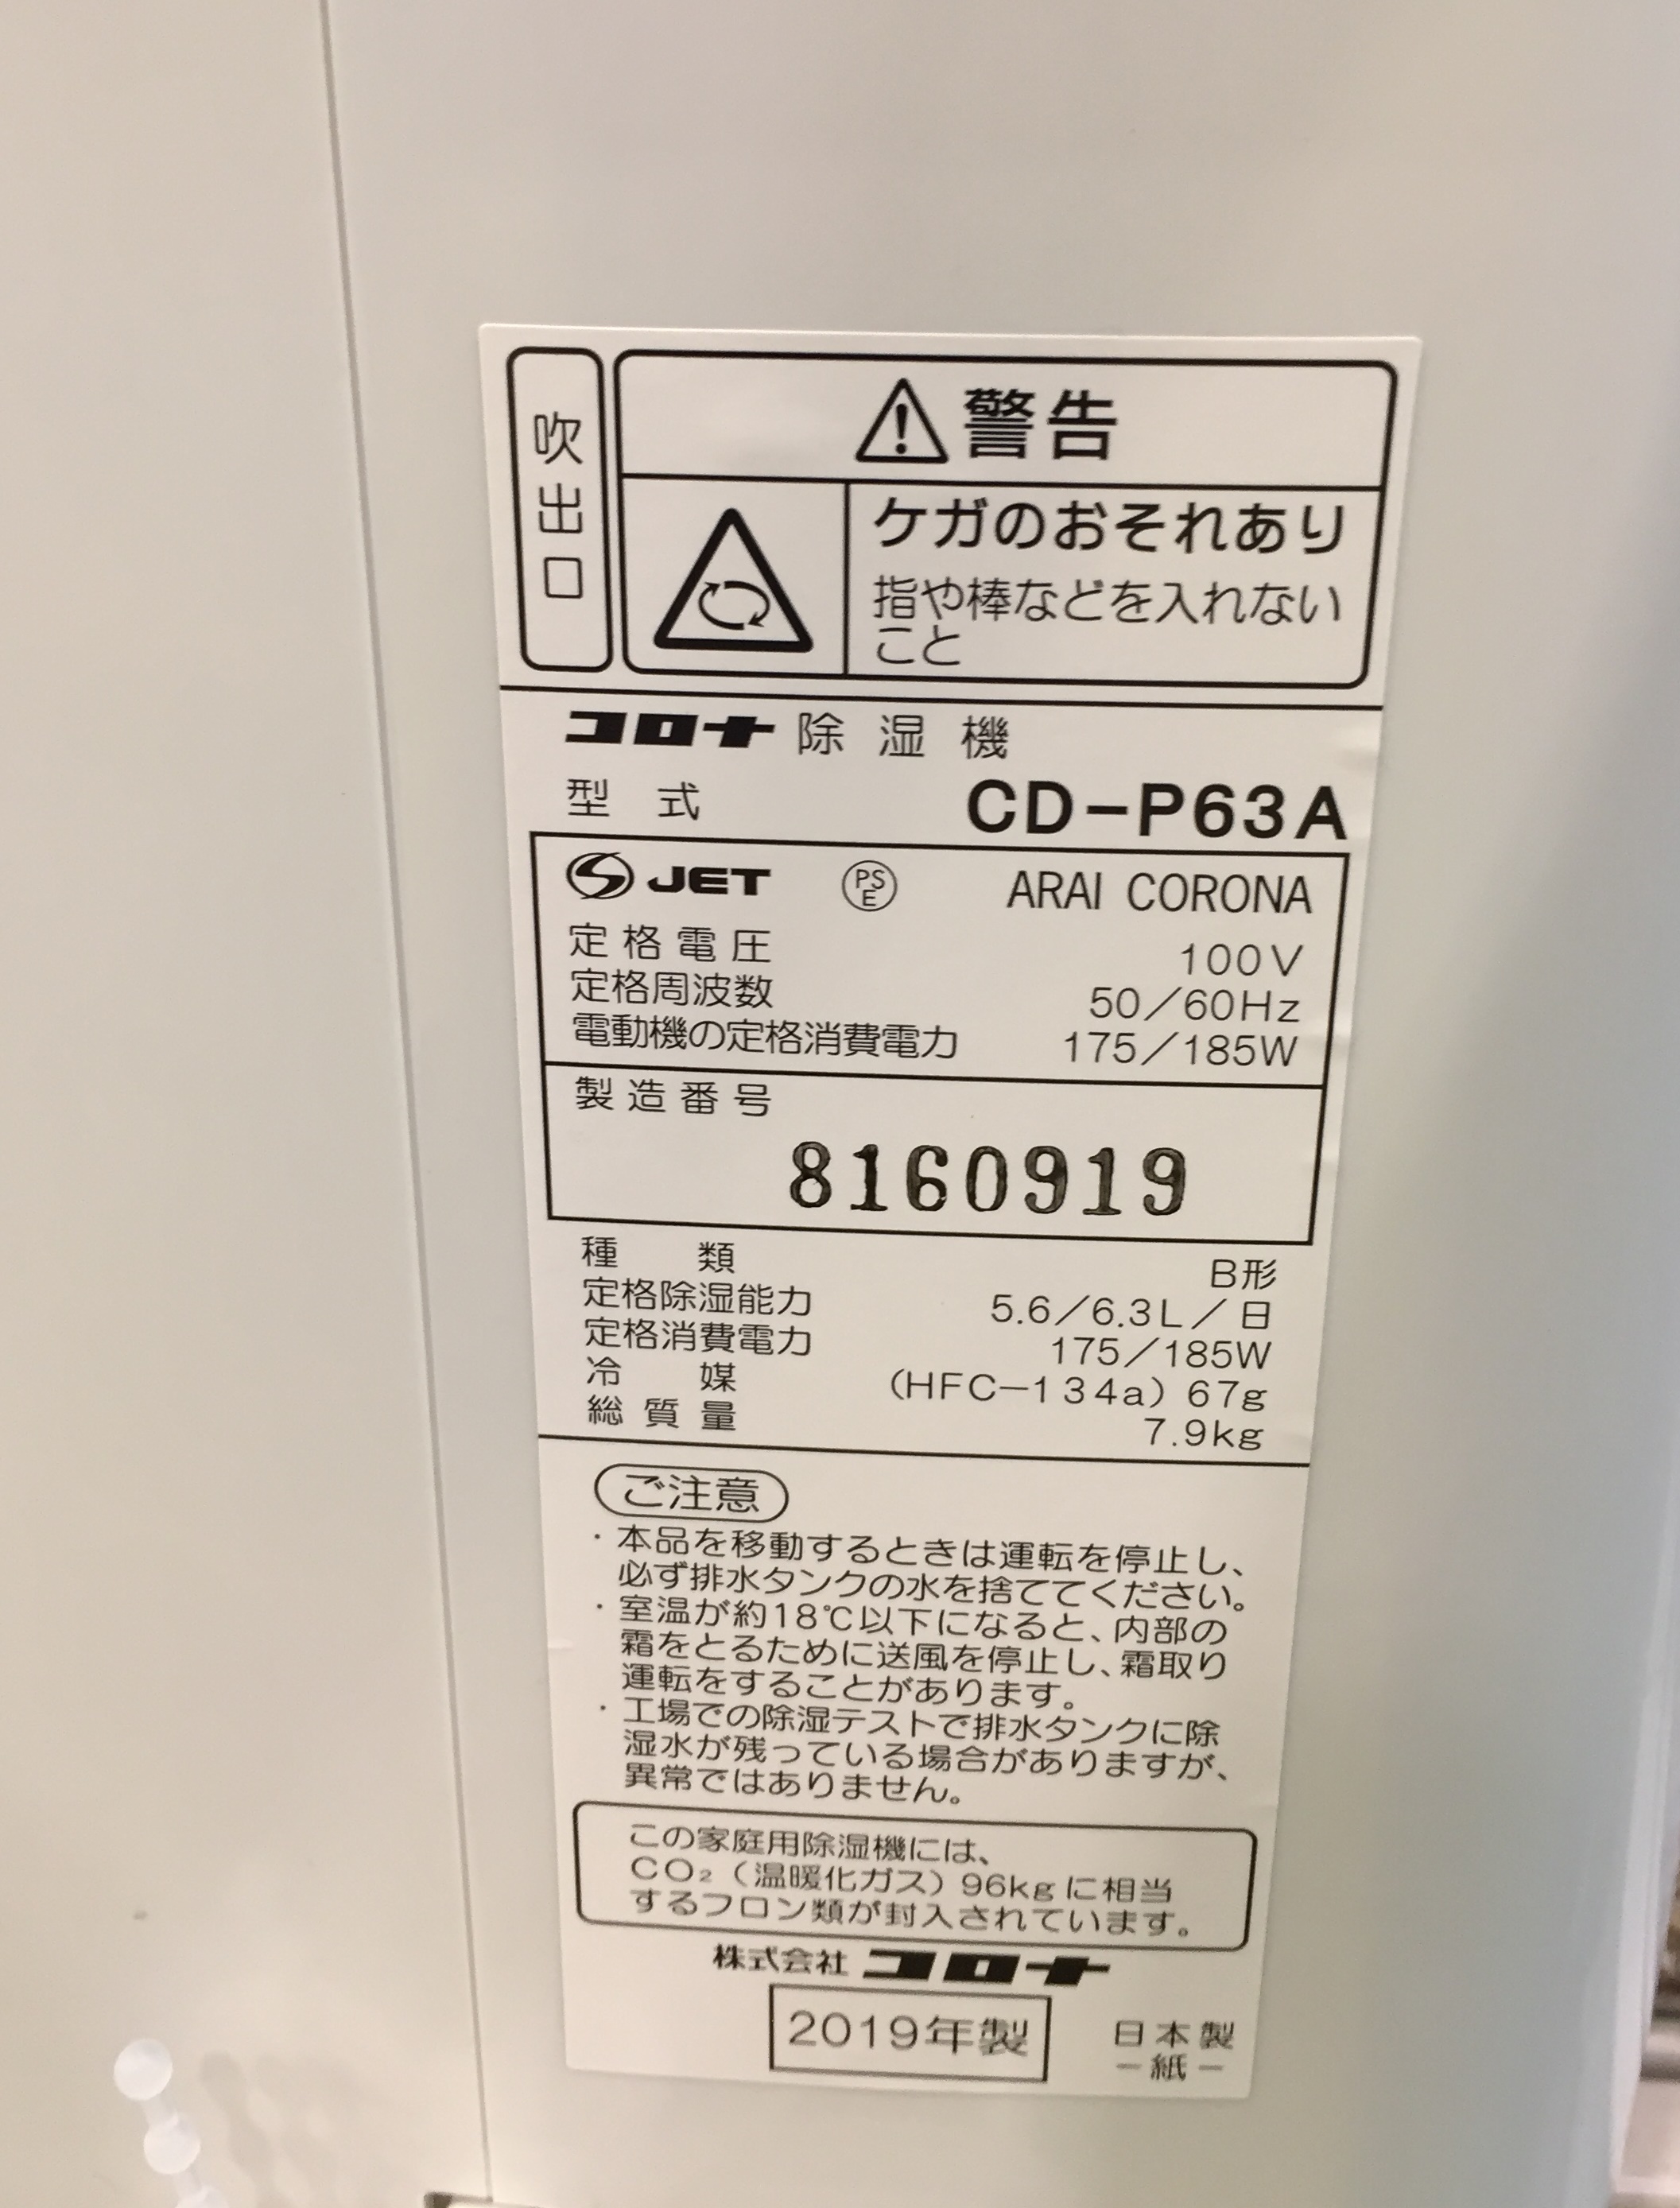 吹出口
警告
ケガのおそれあり
指や棒などを入れない
こと
コロナ 除湿機
型式 CD-P63A
JET PSE ARAI CORONA
定格電圧 100V
定格周波数 50/60Hz
電動機の定格消費電力 175/185W
製造番号
8160919
種類 B形
定格除湿能力 5.6/6.3L/日
定格消費電力 175/185W
冷媒 (HFC-134a) 67g
総質量 7.9kg
ご注意
・本品を移動するときは運転を停止し、
必ず排水タンクの水を捨ててください。
・室温が約18℃以下になると、内部の
霜をとるために送風を停止し、霜取り
運転をすることがあります。
・工場での除湿テストで排水タンクに除
湿水が残っている場合がありますが、
異常ではありません。
この家庭用除湿機には、
CO₂(温暖化ガス)96kgに相当
するフロン類が封入されています。
株式会社 コロナ
2019年製 日本製
-紙-